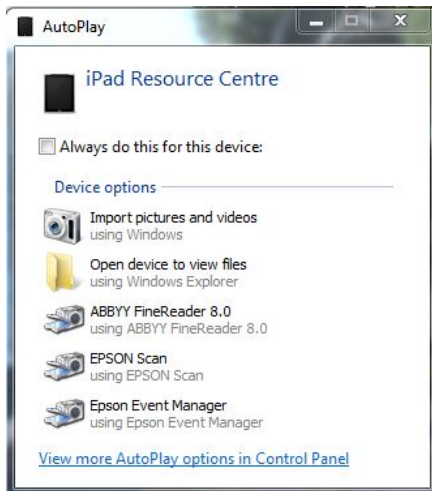 AutoPlay
iPad Resource Centre
Always do this for this device:
Device options
Import pictures and videos
using Windows
Open device to view files
using Windows Explorer
ABBYY FineReader 8.0
using ABBYY FineReader 8.0
EPSON Scan
using EPSON Scan
Epson Event Manager
using Epson Event Manager
View more AutoPlay options in Control Panel